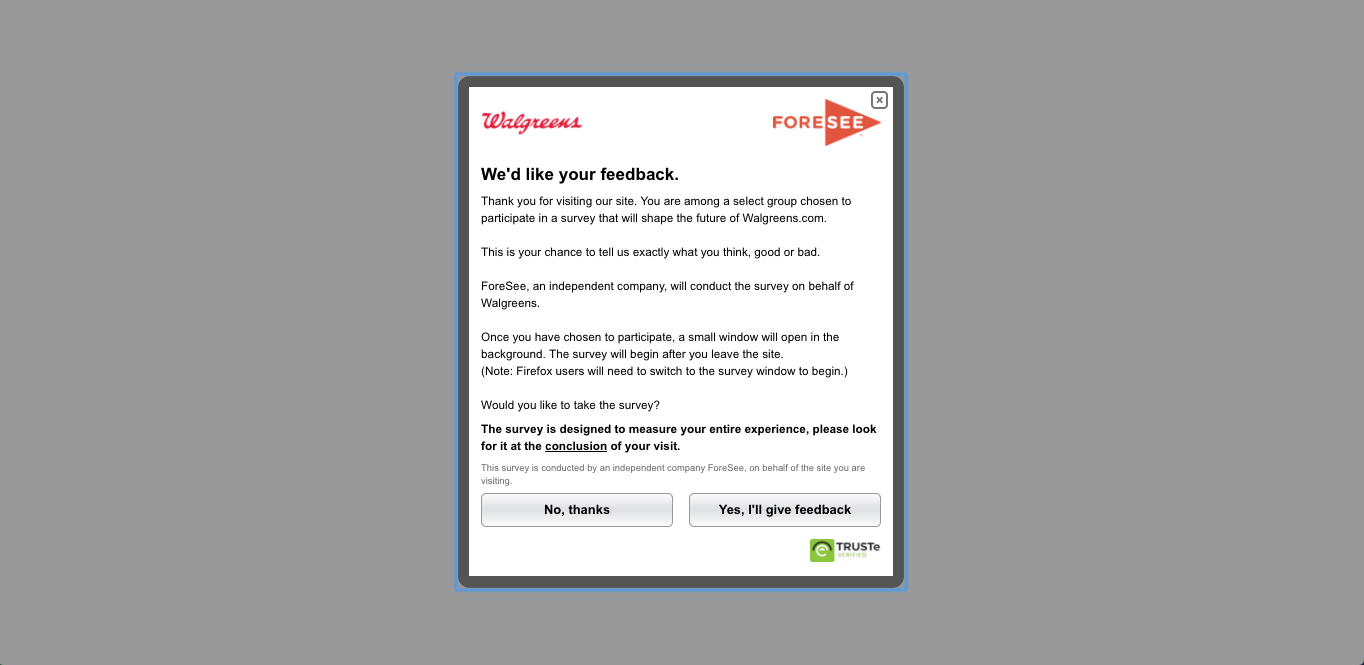 Walgreens
FORESEE
We'd like your feedback.
Thank you for visiting our site. You are among a select group chosen to
participate in a survey that will shape the future of Walgreens.com.
This is your chance to tell us exactly what you think, good or bad.
ForeSee, an independent company, will conduct the survey on behalf of
Walgreens.
Once you have chosen to participate, a small window will open in the
background. The survey will begin after you leave the site.
(Note: Firefox users will need to switch to the survey window to begin.)
Would you like to take the survey?
The survey is designed to measure your entire experience, please look
for it at the conclusion of your visit.
This survey is conducted by an independent company ForeSee, on behalf of the site you are
visiting.
No, thanks
Yes, I'll give feedback
TRUSTe
VERIFIED